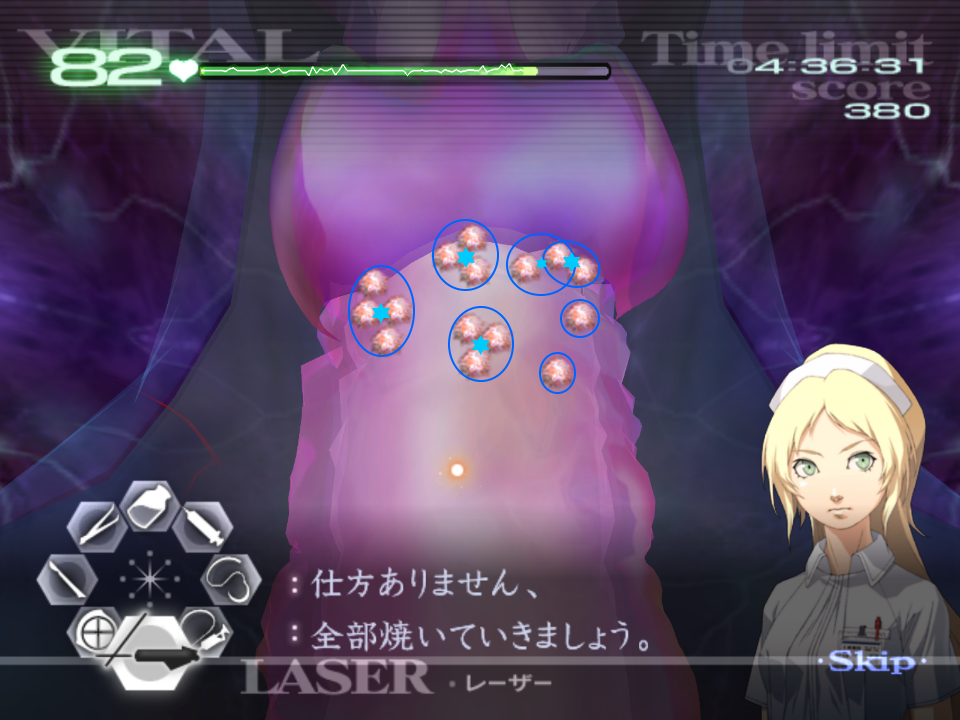 VITAL
82
Time limit
04:36:31
score
380
：仕方ありません、
：全部焼いていきましょう。
・Skip・
LASER
・レーザー